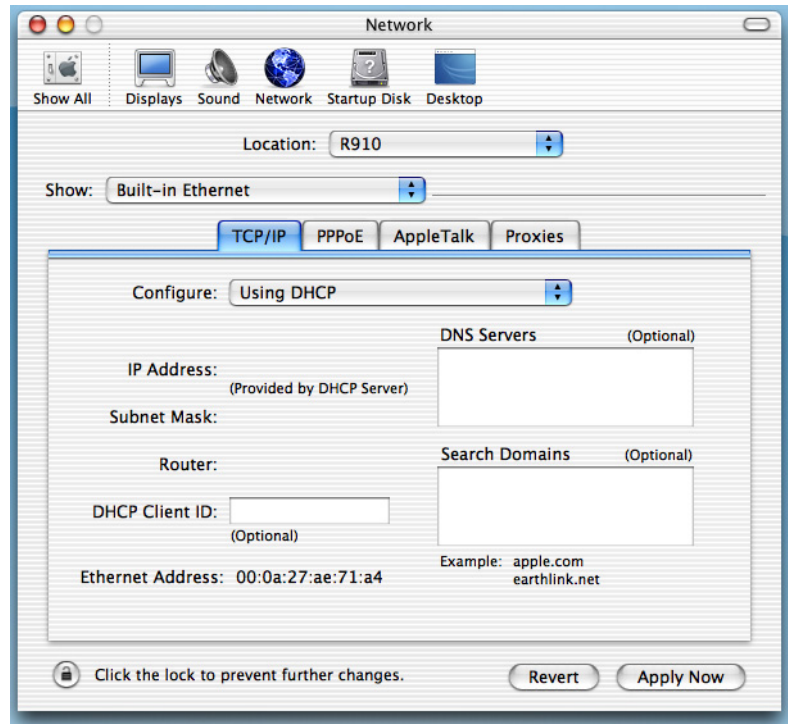 Network
Show All Displays Sound Network Startup Disk Desktop
Location: R910
Show: Built-in Ethernet
TCP/IP PPPoE AppleTalk Proxies
Configure: Using DHCP
DNS Servers (Optional)
IP Address:
(Provided by DHCP Server)
Subnet Mask:
Search Domains (Optional)
Router:
DHCP Client ID:
(Optional)
Example: apple.com
earthlink.net
Ethernet Address: 00:0a:27:ae:71:a4
Click the lock to prevent further changes.
Revert Apply Now